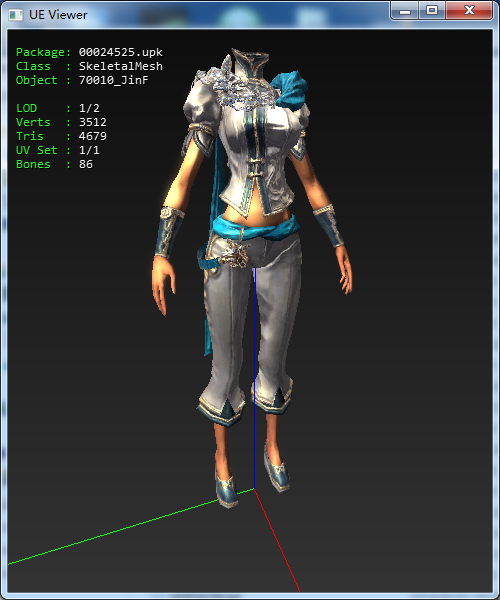 UE Viewer
Package: 00024525.upk
Class : SkeletalMesh
Object : 70010_JinF
LOD : 1/2
Verts : 3512
Tris : 4679
UV Set : 1/1
Bones : 86